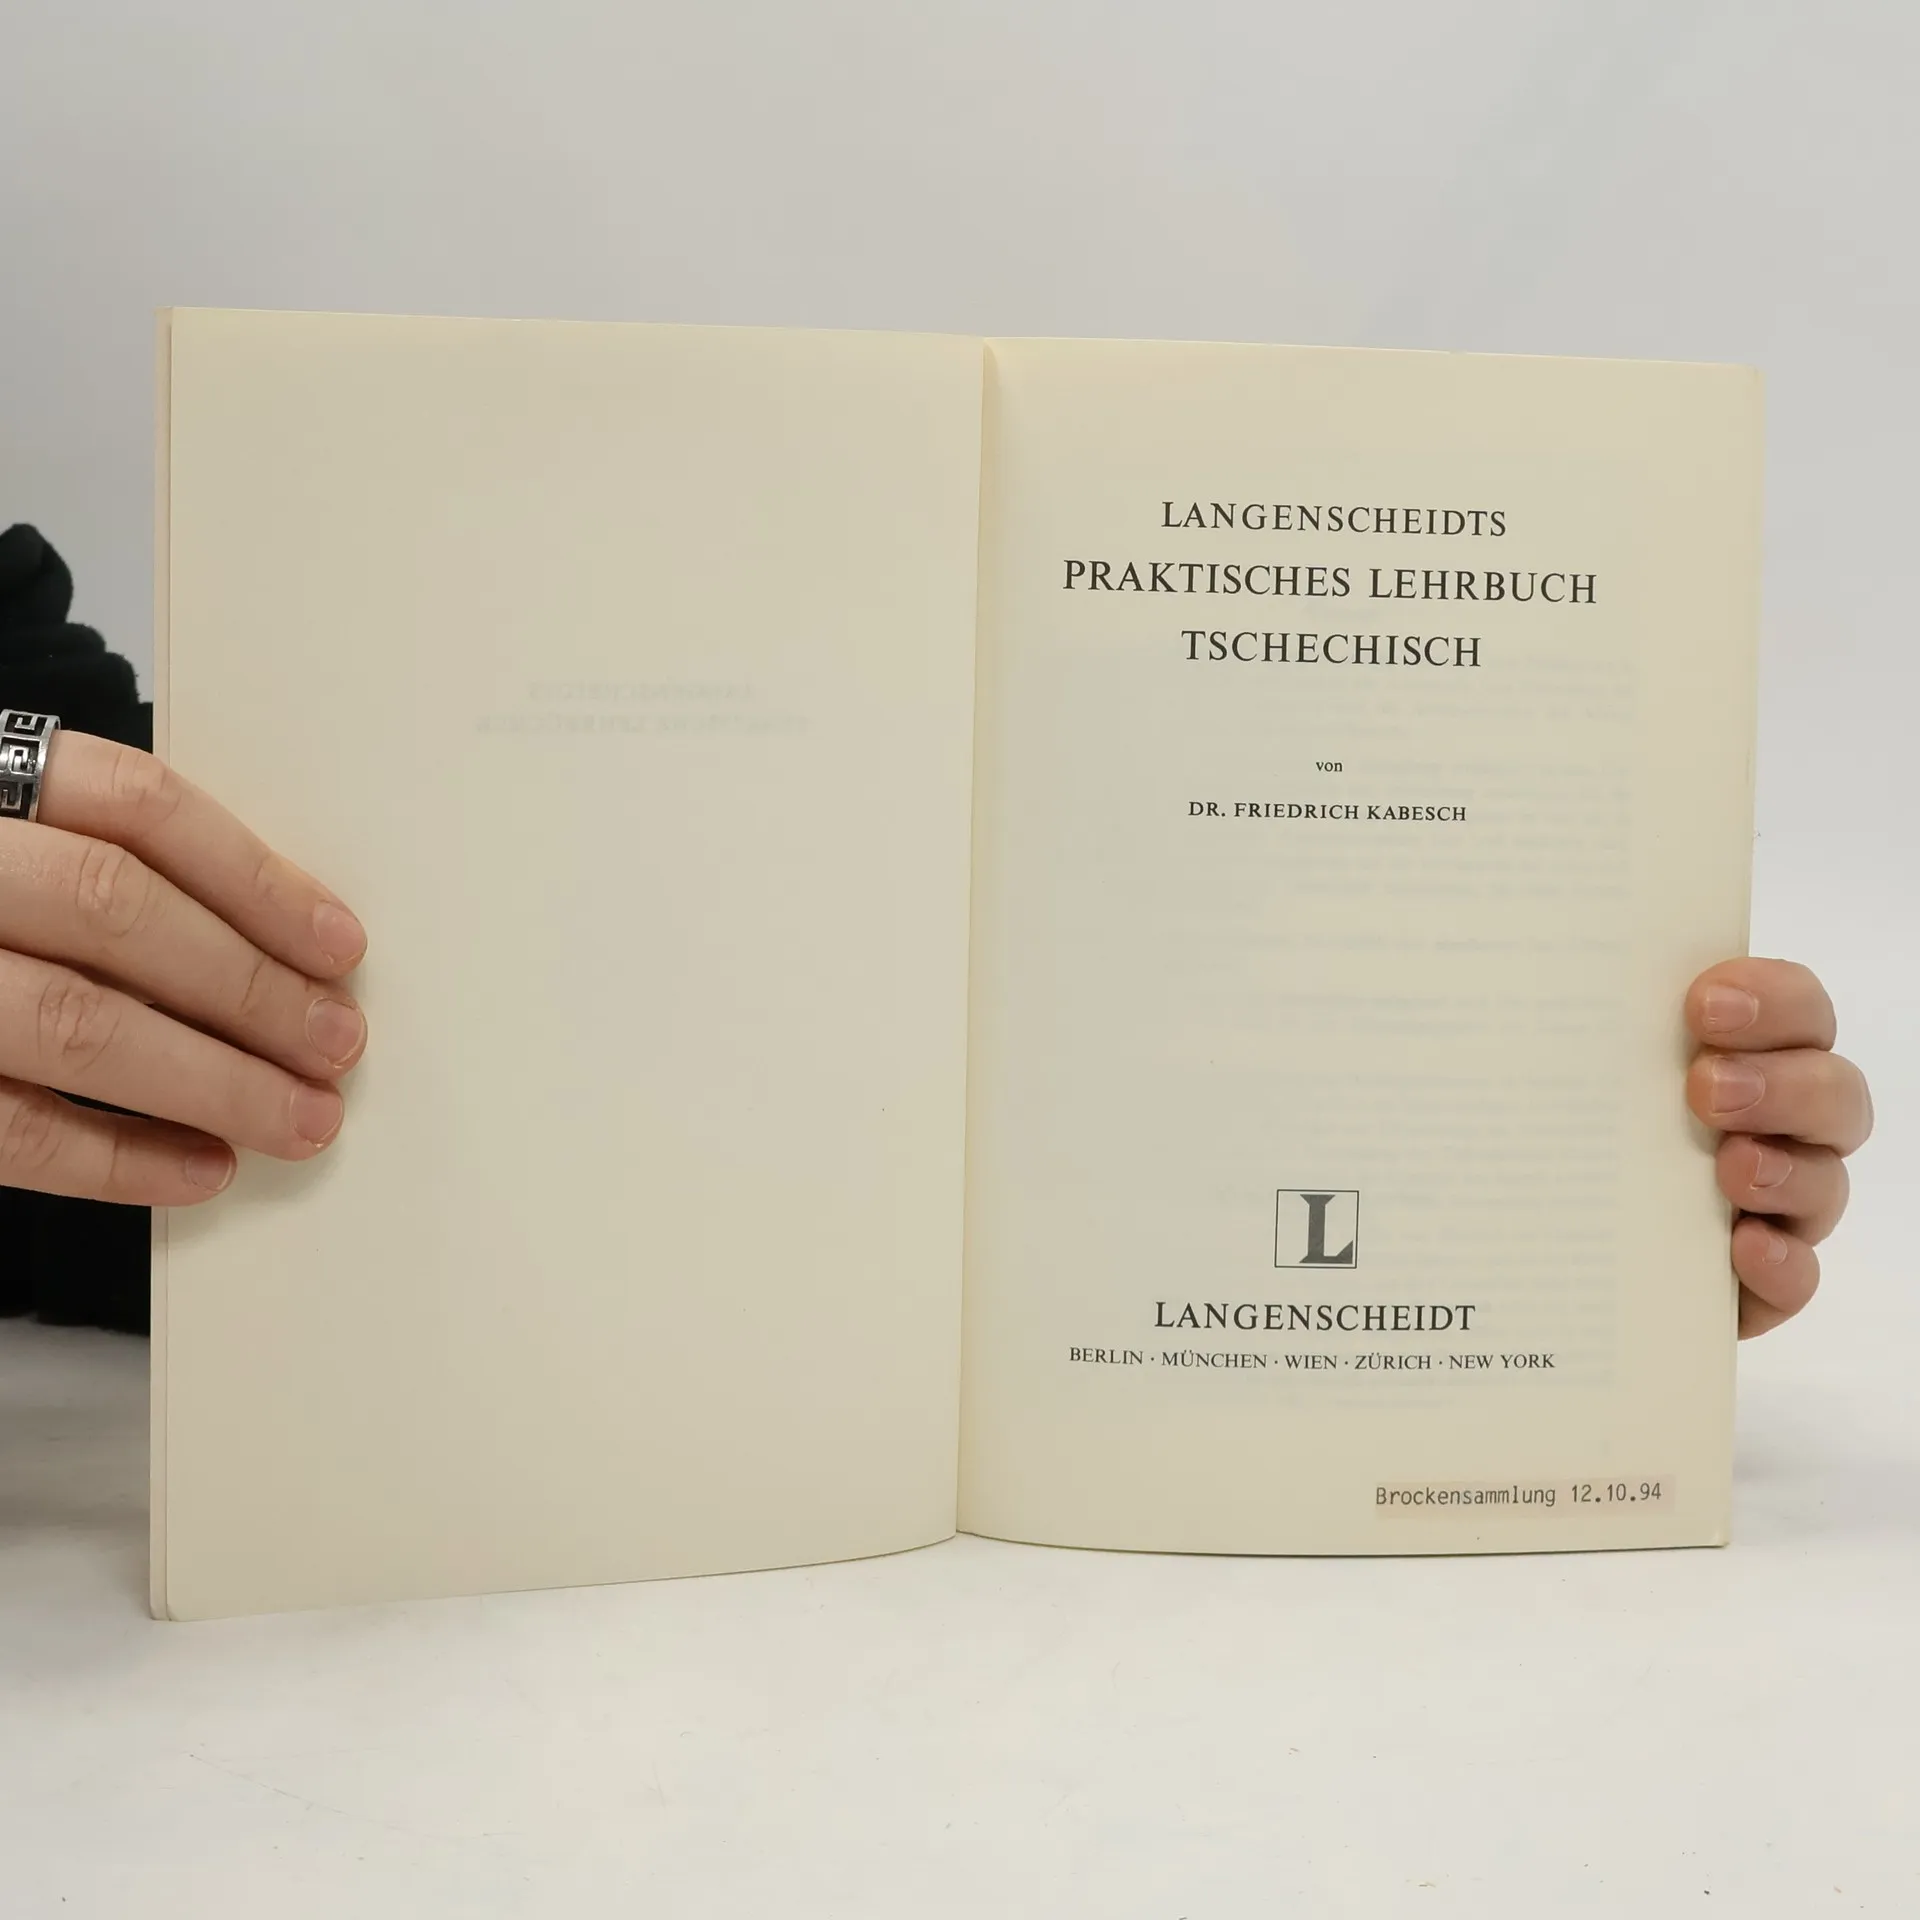 LANGENSCHEIDTS
PRAKTISCHES LEHRBUCH
TSCHECHISCH
von
DR. FRIEDRICH KABESCH
L
LANGENSCHEIDT
BERLIN · MÜNCHEN · WIEN · ZÜRICH · NEW YORK
Brockensammlung 12.10.94